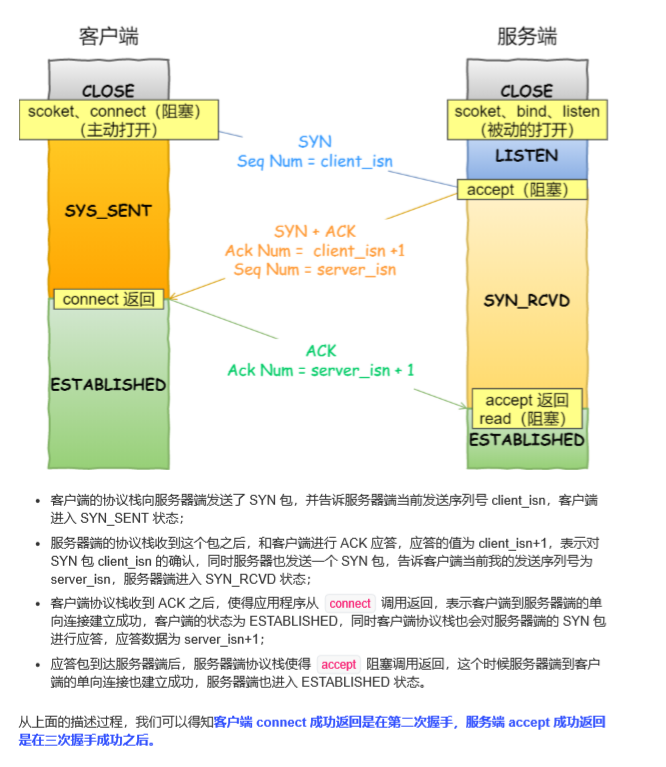 客户端
服务端
CLOSE
CLOSE
scoket、connect（阻塞）
（主动打开）
scoket、bind、listen
（被动的打开）
SYN
Seq Num = client_isn
LISTEN
accept（阻塞）
SYS_SENT
SYN + ACK
Ack Num = client_isn +1
Seq Num = server_isn
connect 返回
SYN_RCVD
ACK
Ack Num = server_isn + 1
ESTABLISHED
accept 返回
read（阻塞）
ESTABLISHED
• 客户端的协议栈向服务器端发送了 SYN 包，并告诉服务器端当前发送序列号 client_isn，客户端
进入 SYN_SENT 状态；
• 服务器端的协议栈收到这个包之后，和客户端进行 ACK 应答，应答的值为 client_isn+1，表示对
SYN 包 client_isn 的确认，同时服务器也发送一个 SYN 包，告诉客户端当前我的发送序列号为
server_isn，服务器端进入 SYN_RCVD 状态；
• 客户端协议栈收到 ACK 之后，使得应用程序从 connect 调用返回，表示客户端到服务器端的单
向连接建立成功，客户端的状态为 ESTABLISHED，同时客户端协议栈也会对服务器端的 SYN 包
进行应答，应答数据为 server_isn+1；
• 应答包到达服务器端后，服务器端协议栈使得 accept 阻塞调用返回，这个时候服务器端到客户
端的单向连接也建立成功，服务器端也进入 ESTABLISHED 状态。
从上面的描述过程，我们可以得知客户端 connect 成功返回是在第二次握手，服务端 accept 成功返回
是在三次握手成功之后。